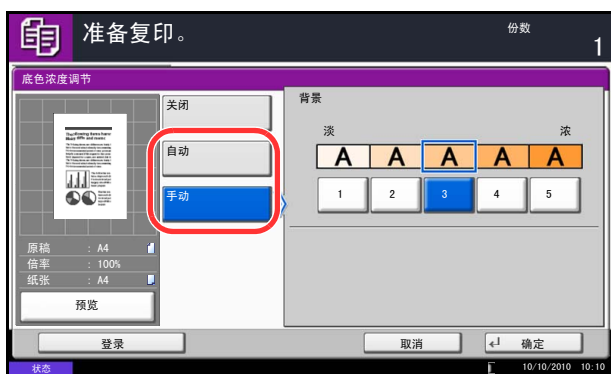 准备复印。
份数
1
底色浓度调节
关闭
自动
手动
背景
淡 浓
A A A A A
1 2 3 4 5
原稿 : A4
倍率 : 100%
纸张 : A4
预览
登录
取消
确定
状态
10/10/2010 10:10